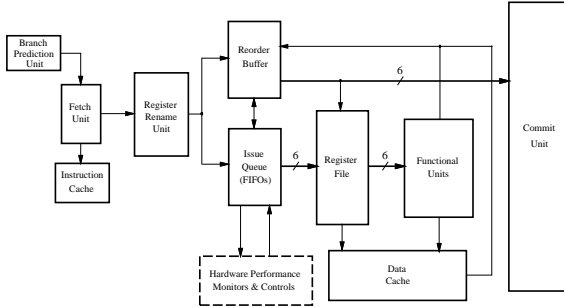 Branch
Prediction
Unit
Fetch
Unit
Instruction
Cache
Register
Rename
Unit
Reorder
Buffer
Issue
Queue
(FIFOs)
6
Register
File
6
Functional
Units
6
Commit
Unit
Hardware Performance
Monitors & Controls
Data
Cache